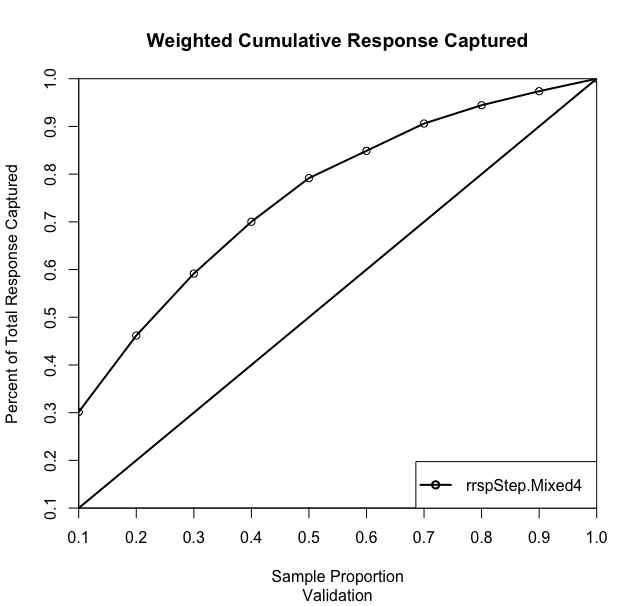 Weighted Cumulative Response Captured
Percent of Total Response Captured
1.0
0.9
0.8
0.7
0.6
0.5
0.4
0.3
0.2
0.1
rrspStep.Mixed4
0.1 0.2 0.3 0.4 0.5 0.6 0.7 0.8 0.9 1.0
Sample Proportion
Validation